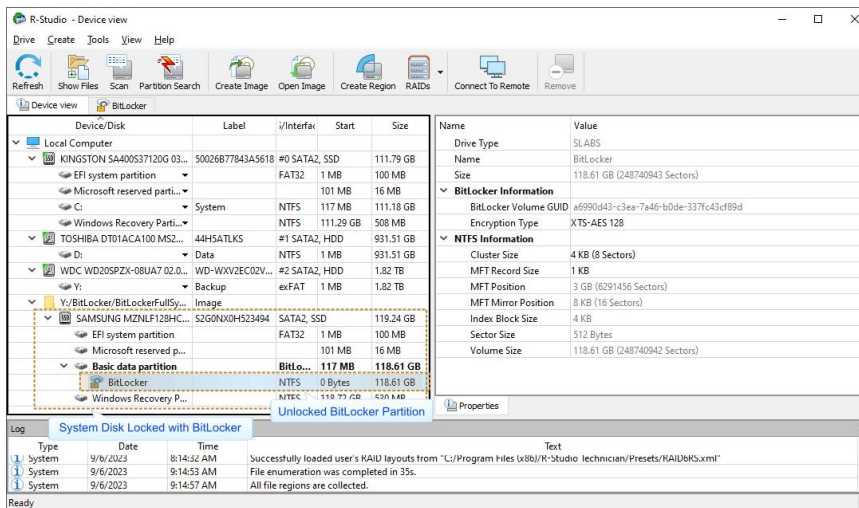 R-Studio - Device view
Drive Create Tools View Help
Refresh Show Files Scan Partition Search Create Image Open Image Create Region RAIDs Connect To Remote Remove
Device view BitLocker
Device/Disk Label Start Size
Local Computer
KINGSTON SA400S37120G 03... 50026B77843A5618 #0 SATA2, SSD 111.79 GB
EFI system partition FAT32 1 MB 100 MB
Microsoft reserved parti... 101 MB 16 MB
C: System NTFS 117 MB 111.18 GB
Windows Recovery Parti... NTFS 111.29 GB 508 MB
TOSHIBA DT01ACA100 MS2... 44H5ATLKS #1 SATA2, HDD 931.51 GB
D: Data NTFS 1 MB 931.51 GB
WDC WD20SPZX-08UA7 02.0... WD-WXV2EC02V... #2 SATA2, HDD 1.82 TB
Y: Backup exFAT 1 MB 1.82 TB
Y:/BitLocker/BitLockerFullSy... Image
SAMSUNG MZNLF128HC... S2G0NX0H523494 SATA2, SSD 119.24 GB
EFI system partition FAT32 1 MB 100 MB
Microsoft reserved p... 101 MB 16 MB
Basic data partition BitLo... 117 MB 118.61 GB
BitLocker NTFS 0 Bytes 118.61 GB
Windows Recovery P... NTFS 118.72 GB 530 MB
Unlocked BitLocker Partition
System Disk Locked with BitLocker
Name Value
Drive Type SLABS
Name BitLocker
Size 118.61 GB (248740943 Sectors)
BitLocker Information
BitLocker Volume GUID a6990d43-c3ea-7a46-b0de-337fc43cf89d
Encryption Type XTS-AES 128
NTFS Information
Cluster Size 4 KB (8 Sectors)
MFT Record Size 1 KB
MFT Position 3 GB (6291456 Sectors)
MFT Mirror Position 8 KB (16 Sectors)
Index Block Size 4 KB
Sector Size 512 Bytes
Volume Size 118.61 GB (248740942 Sectors)
Properties
Log
Type Date Time Text
System 9/6/2023 8:14:32 AM Successfully loaded user's RAID layouts from "C:/Program Files (x86)/R-Studio Technician/Presets/RAID6RS.xml"
System 9/6/2023 9:14:53 AM File enumeration was completed in 35s.
System 9/6/2023 9:14:57 AM All file regions are collected.
Ready